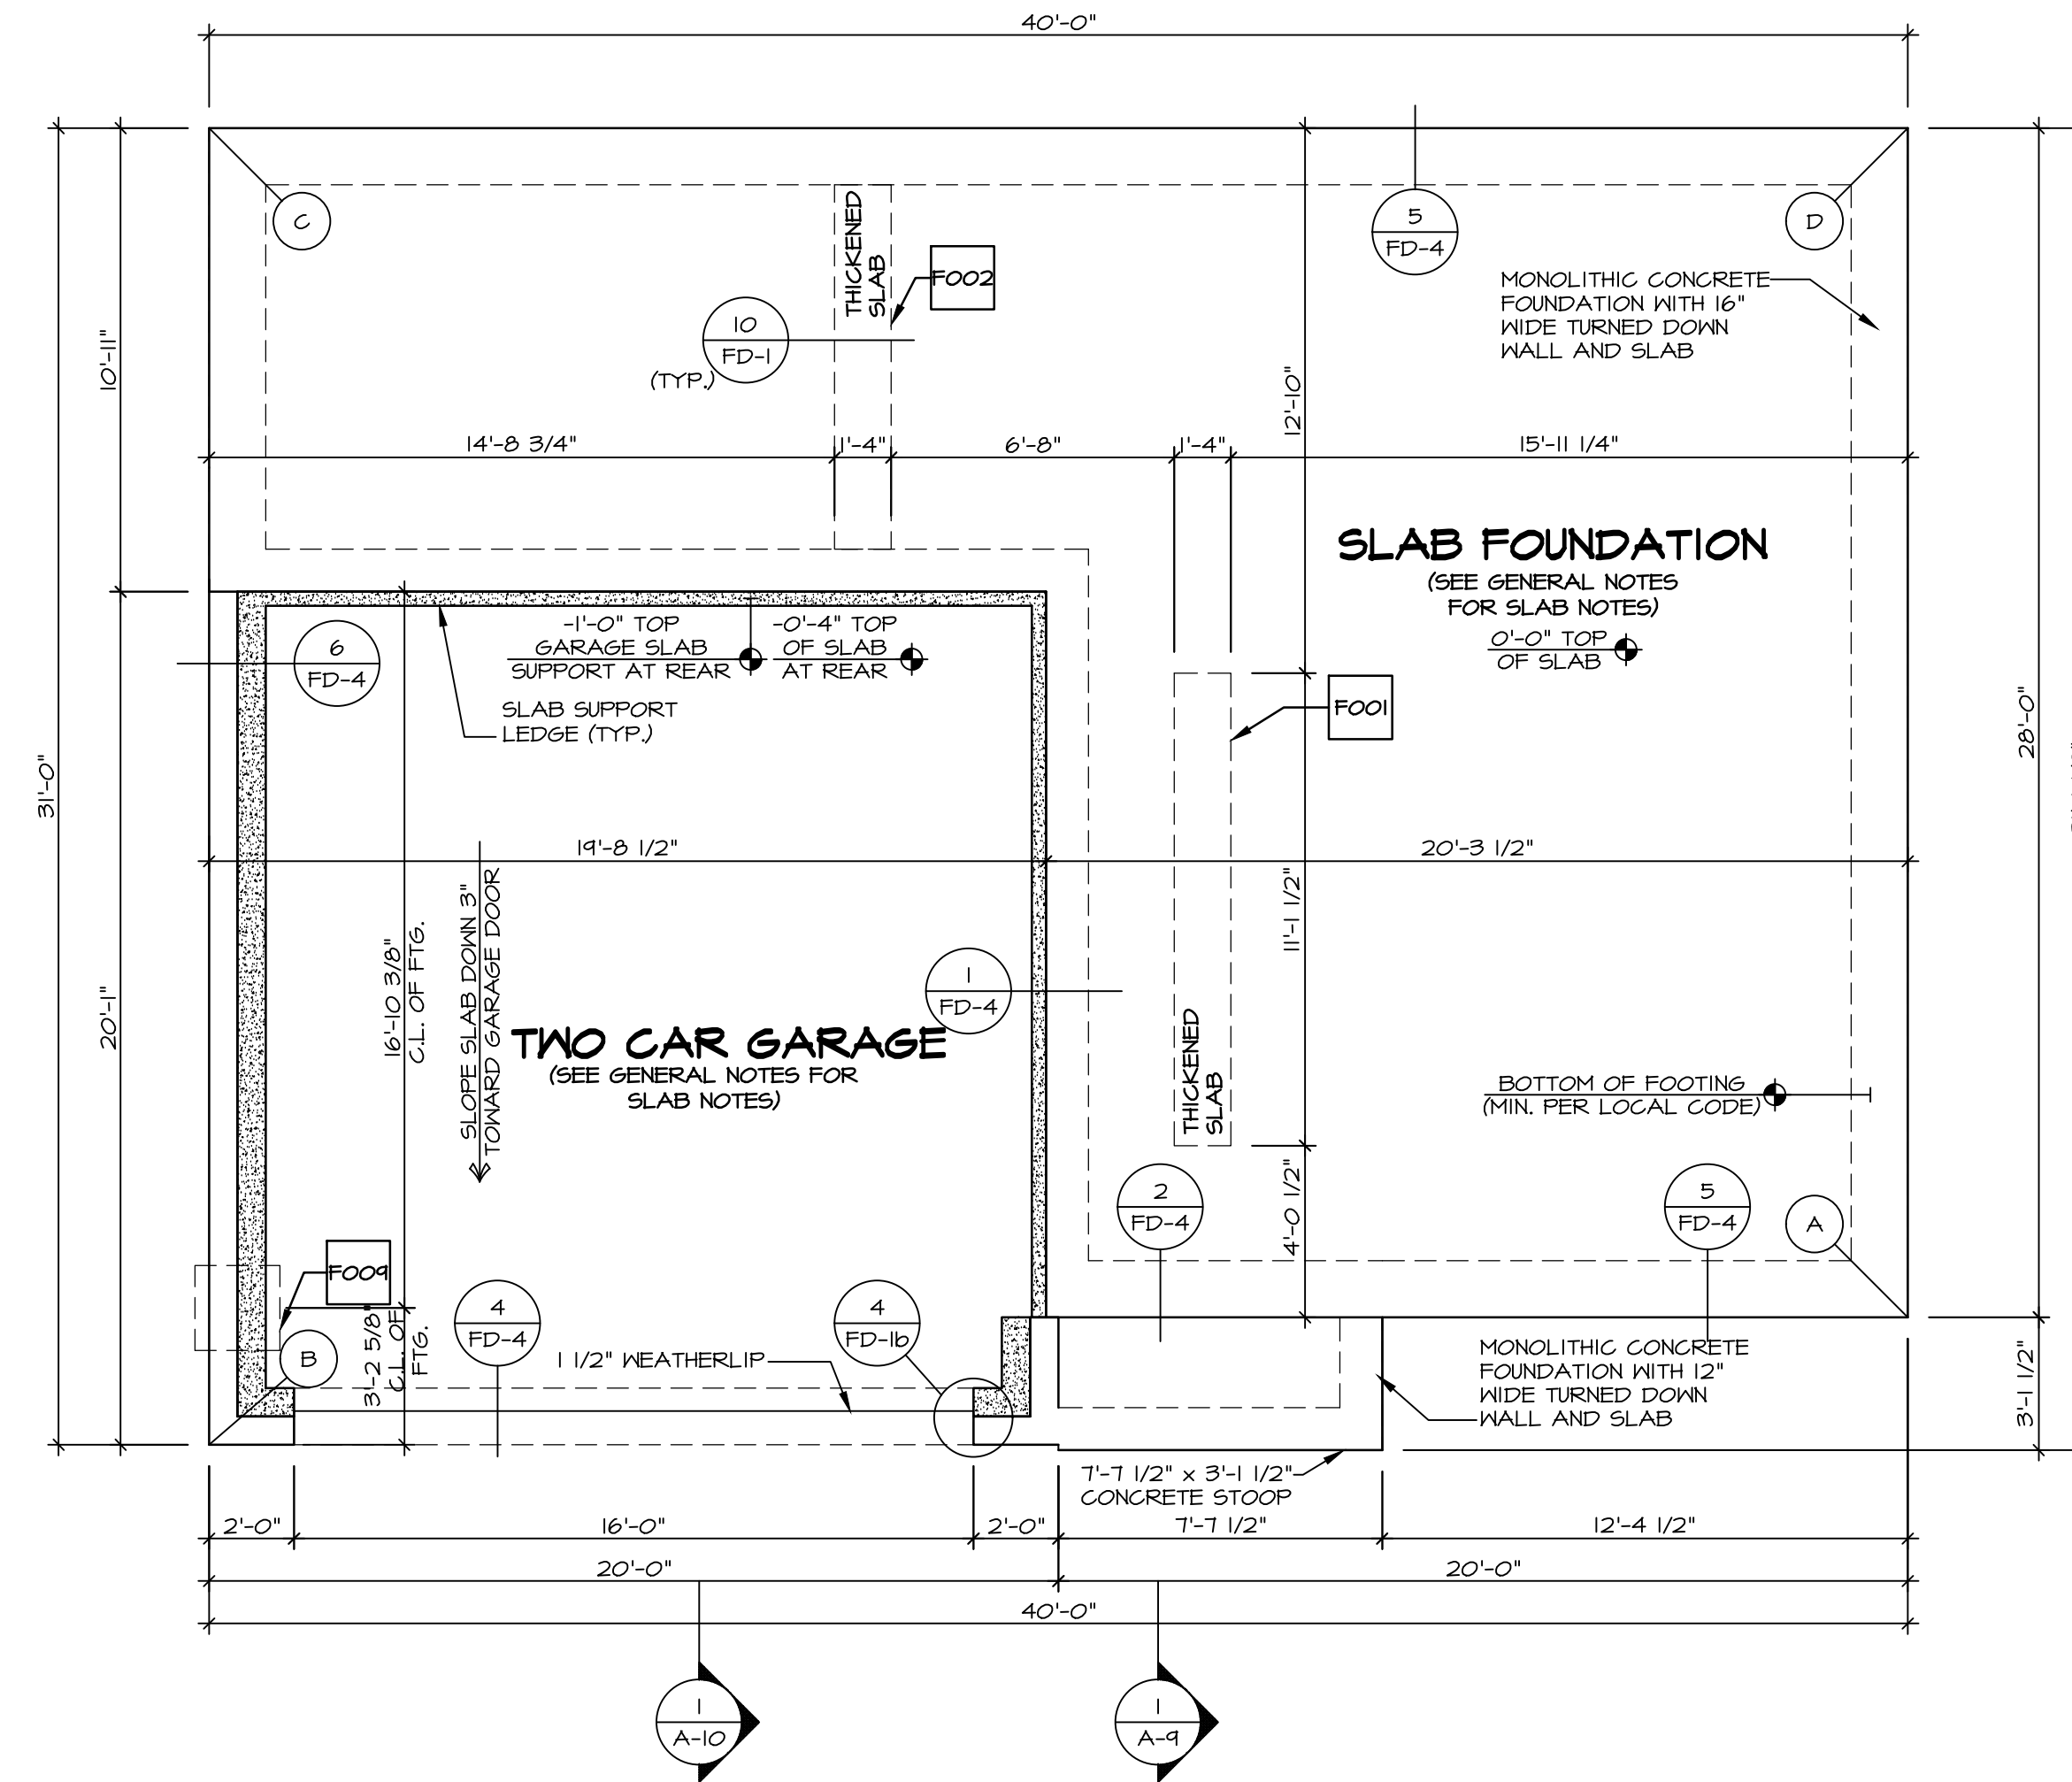 40'-0"
C
THICKENED
SLAB
F002
10
FD-1
(TYP.)
5
FD-4
D
MONOLITHIC CONCRETE
FOUNDATION WITH 16"
WIDE TURNED DOWN
WALL AND SLAB
10'-11"
12'-10"
14'-8 3/4"
1'-4"
6'-8"
1'-4"
15'-11 1/4"
SLAB FOUNDATION
(SEE GENERAL NOTES
FOR SLAB NOTES)
0'-0" TOP
OF SLAB
6
FD-4
-1'-0" TOP
GARAGE SLAB
SUPPORT AT REAR
-0'-4" TOP
OF SLAB
AT REAR
SLAB SUPPORT
LEDGE (TYP.)
F001
31'-0"
28'-0"
19'-8 1/2"
20'-3 1/2"
20'-1"
16'-10 3/8"
C.L. OF FTG.
SLOPE SLAB DOWN 3"
TOWARD GARAGE DOOR
11'-1 1/2"
1
FD-4
TWO CAR GARAGE
(SEE GENERAL NOTES FOR
SLAB NOTES)
THICKENED
SLAB
BOTTOM OF FOOTING
(MIN. PER LOCAL CODE)
2
FD-4
4'-0 1/2"
5
FD-4
A
F009
B
3'-2 5/8"
C.L. OF
FTG.
4
FD-4
4
FD-1b
1 1/2" WEATHERLIP
MONOLITHIC CONCRETE
FOUNDATION WITH 12"
WIDE TURNED DOWN
WALL AND SLAB
3'-1 1/2"
7'-7 1/2" x 3'-1 1/2"
CONCRETE STOOP
2'-0"
16'-0"
2'-0"
7'-7 1/2"
12'-4 1/2"
20'-0"
20'-0"
40'-0"
1
A-10
1
A-9